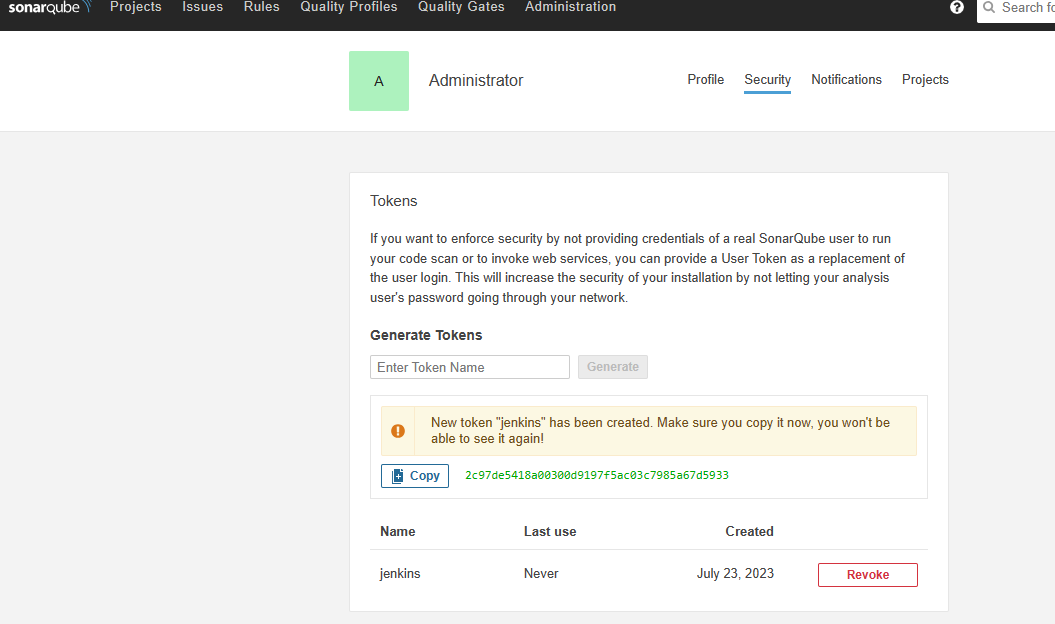 sonarqube Projects Issues Rules Quality Profiles Quality Gates Administration ? Search fo
A Administrator Profile Security Notifications Projects
Tokens
If you want to enforce security by not providing credentials of a real SonarQube user to run
your code scan or to invoke web services, you can provide a User Token as a replacement of
the user login. This will increase the security of your installation by not letting your analysis
user's password going through your network.
Generate Tokens
Enter Token Name Generate
New token "jenkins" has been created. Make sure you copy it now, you won't be
able to see it again!
Copy 2c97de5418a00300d9197f5ac03c7985a67d5933
Name Last use Created
jenkins Never July 23, 2023 Revoke